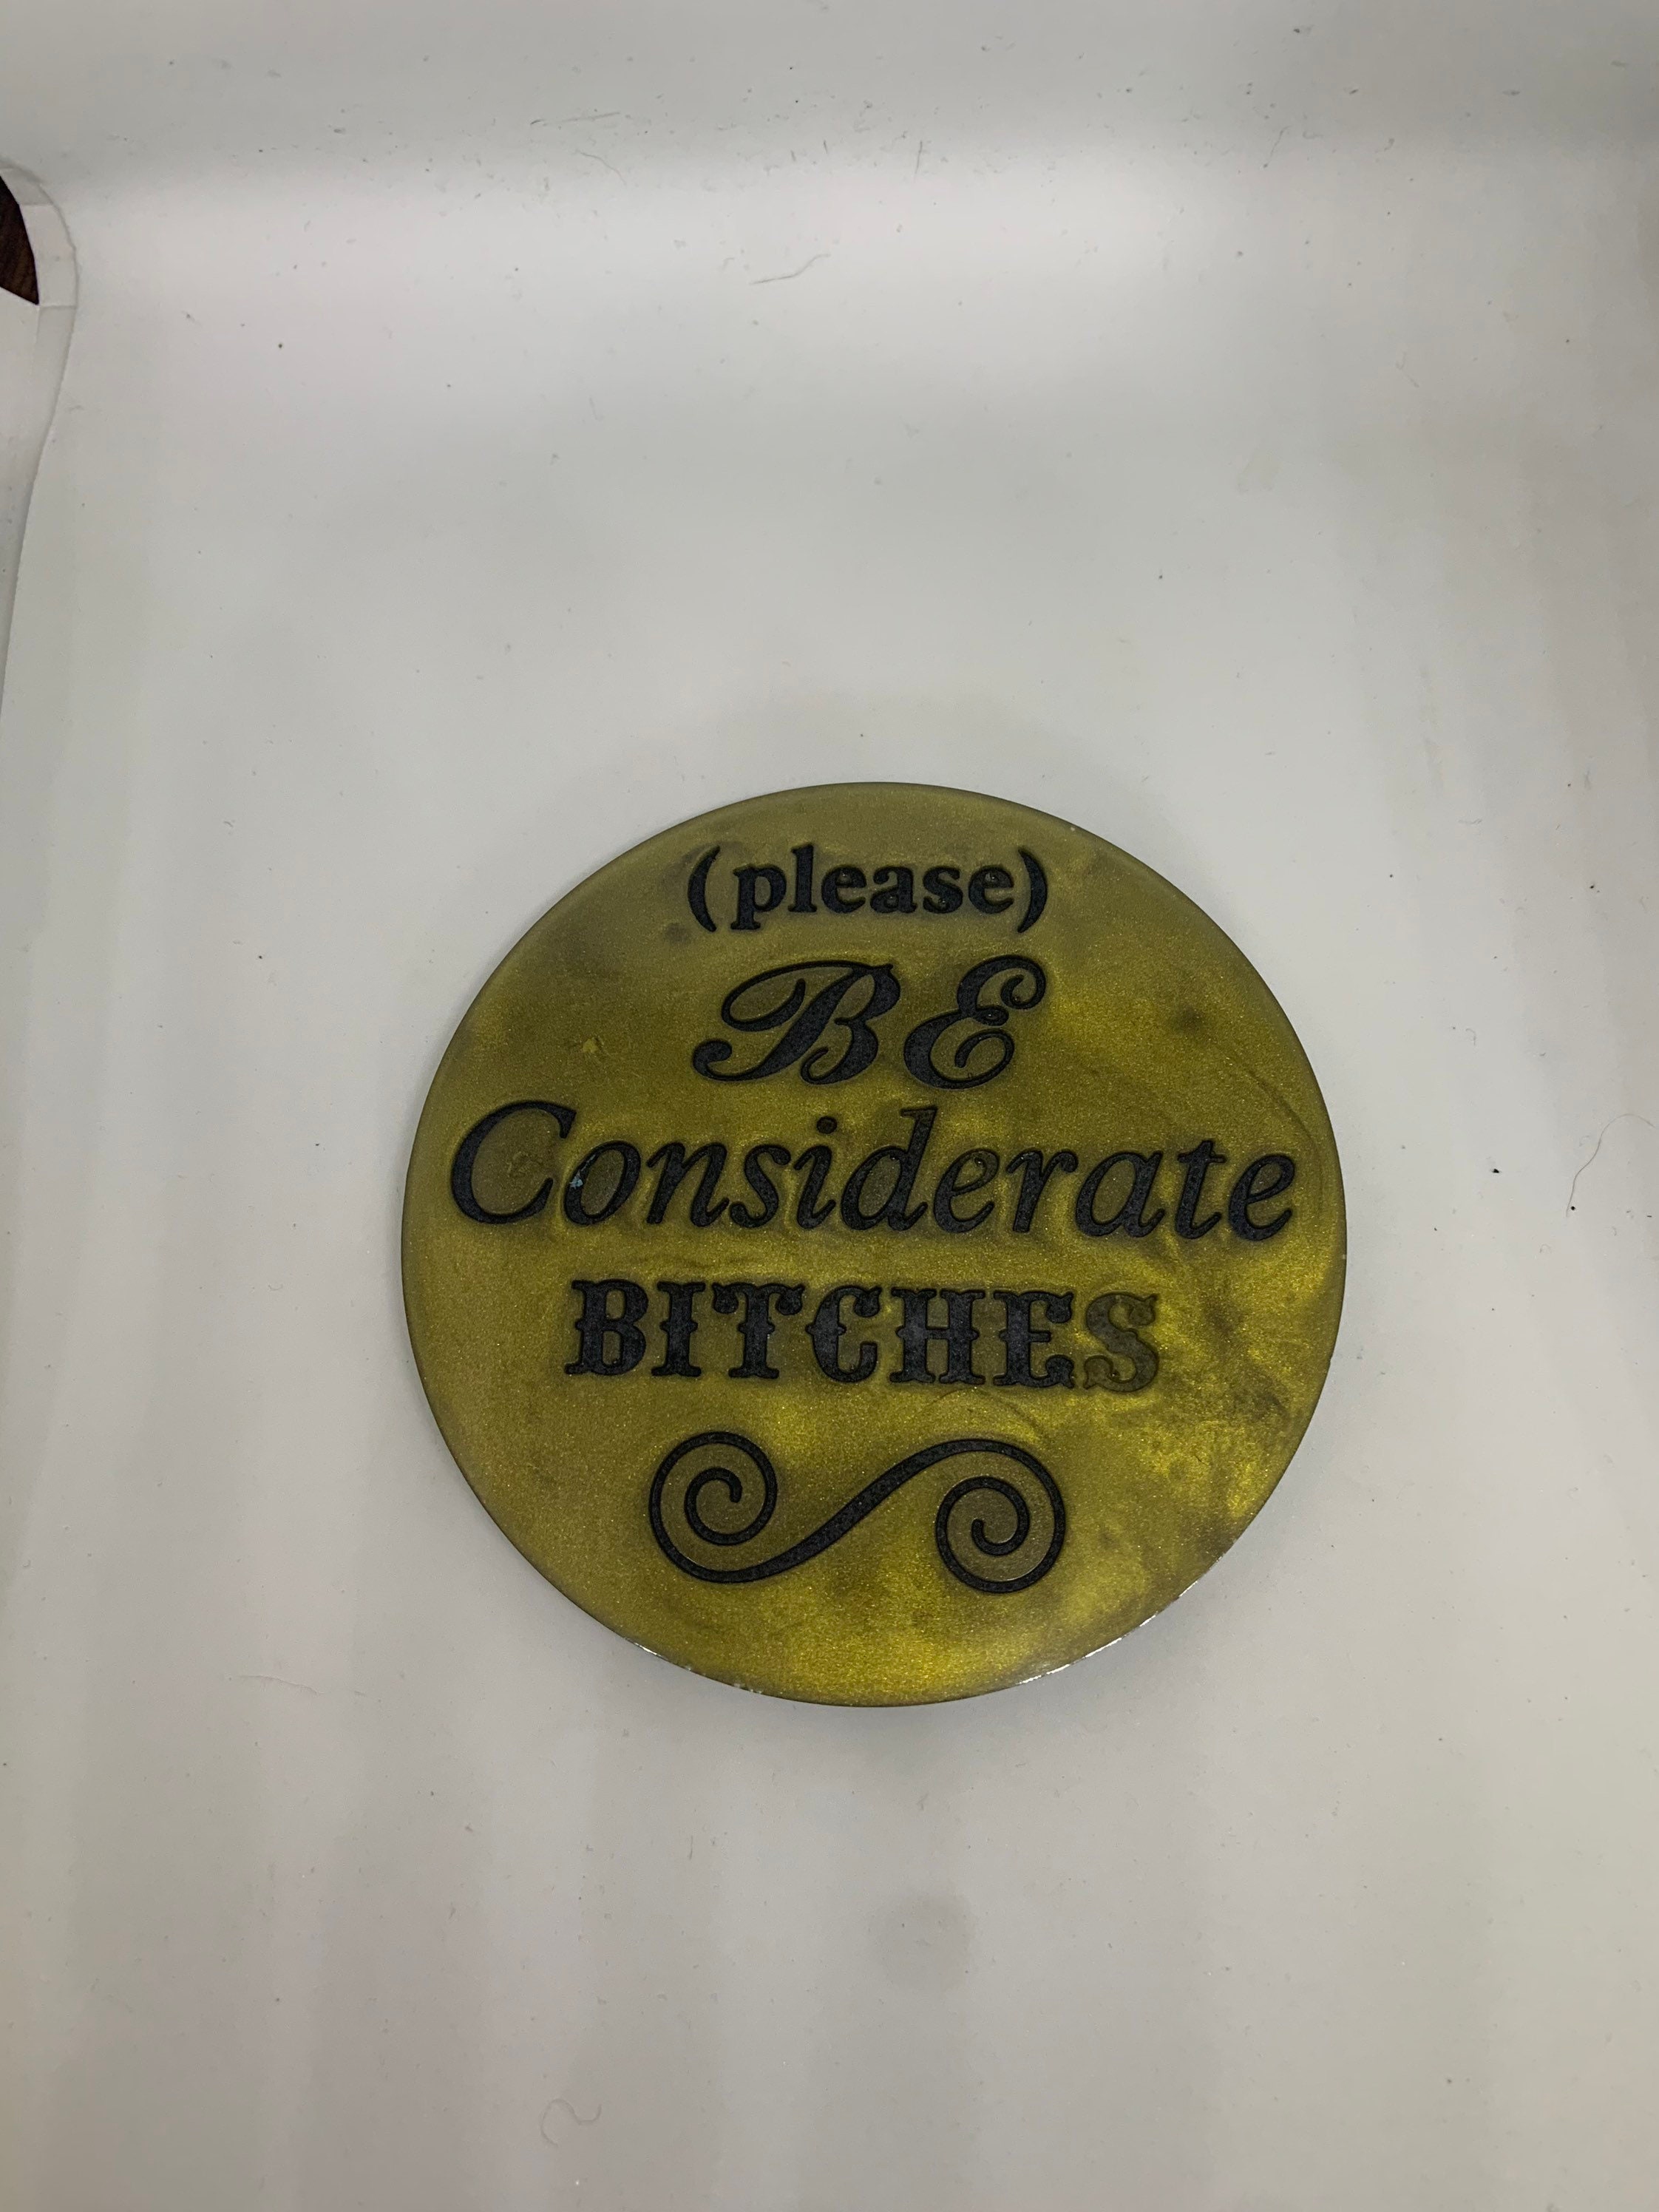 (please)
BE
Considerate
BITCHES